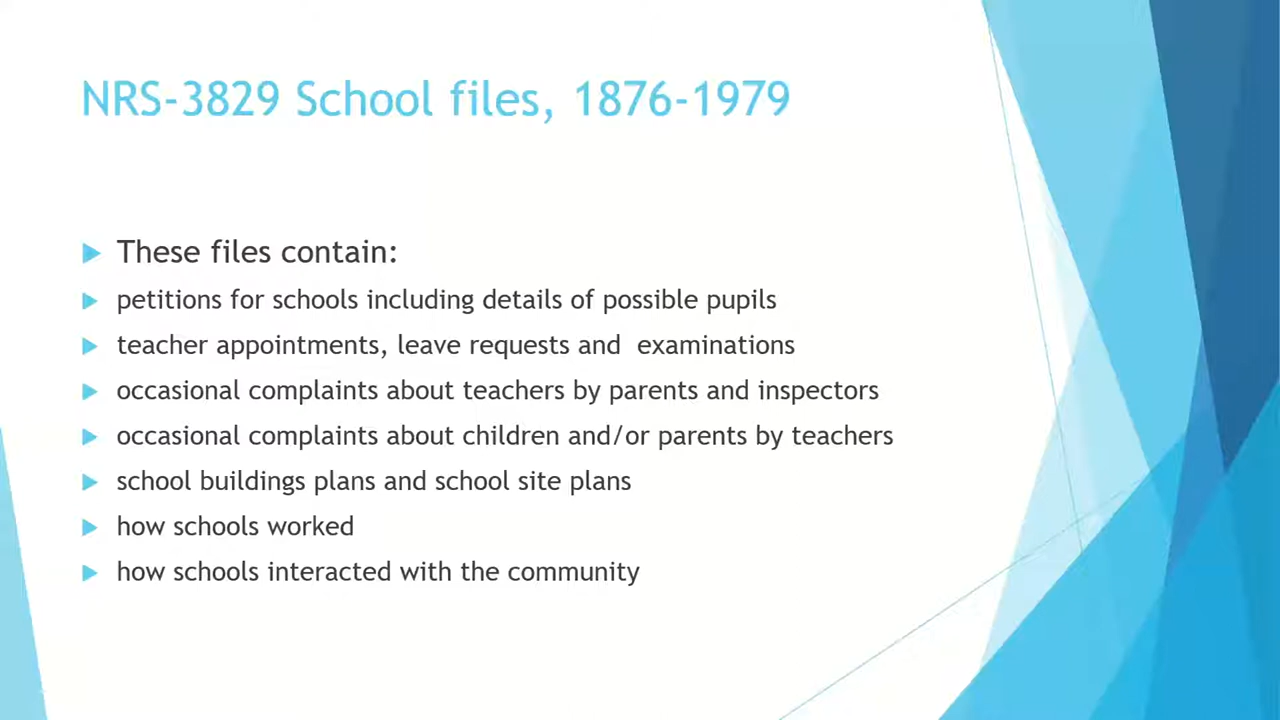 NRS-3829 School files, 1876-1979
These files contain:
petitions for schools including details of possible pupils
teacher appointments, leave requests and  examinations
occasional complaints about teachers by parents and inspectors
occasional complaints about children and/or parents by teachers
school buildings plans and school site plans
how schools worked
how schools interacted with the community